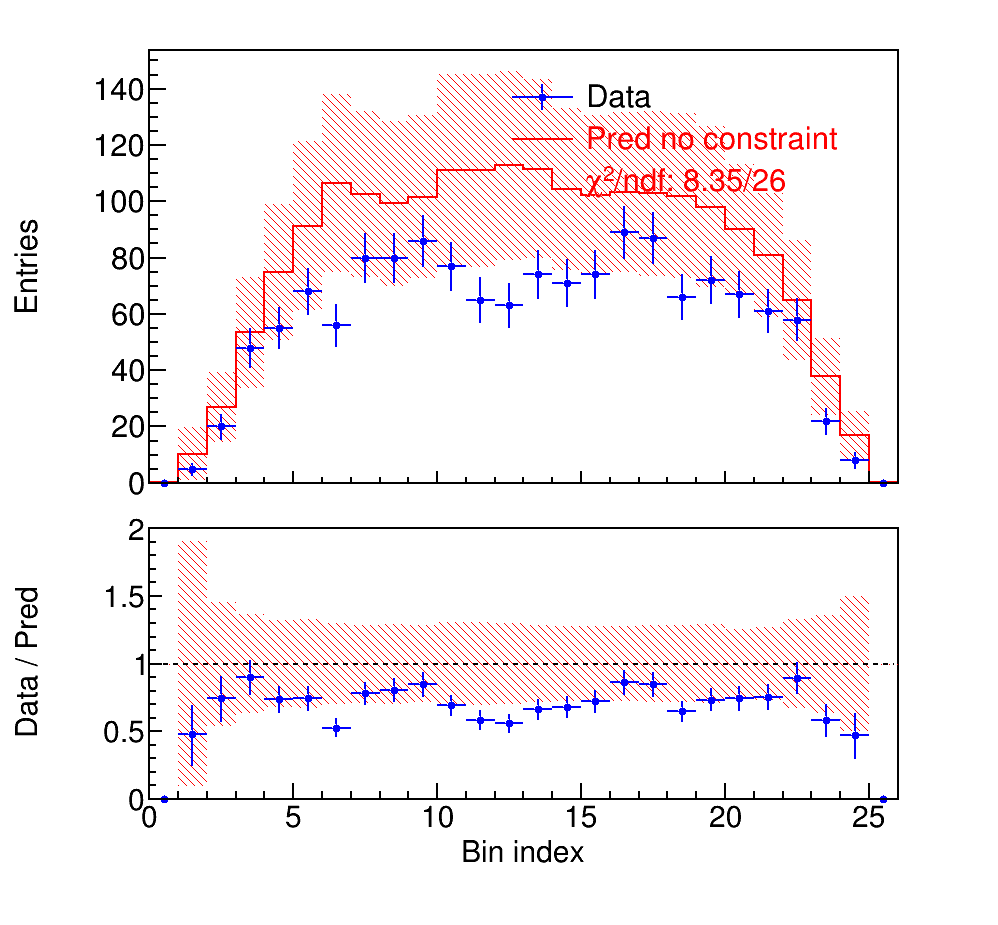 Entries
140
120
100
80
60
40
20
0
Data
Pred no constraint
χ²/ndf: 8.35/26
Data / Pred
2
1.5
1
0.5
0
0 5 10 15 20 25
Bin index